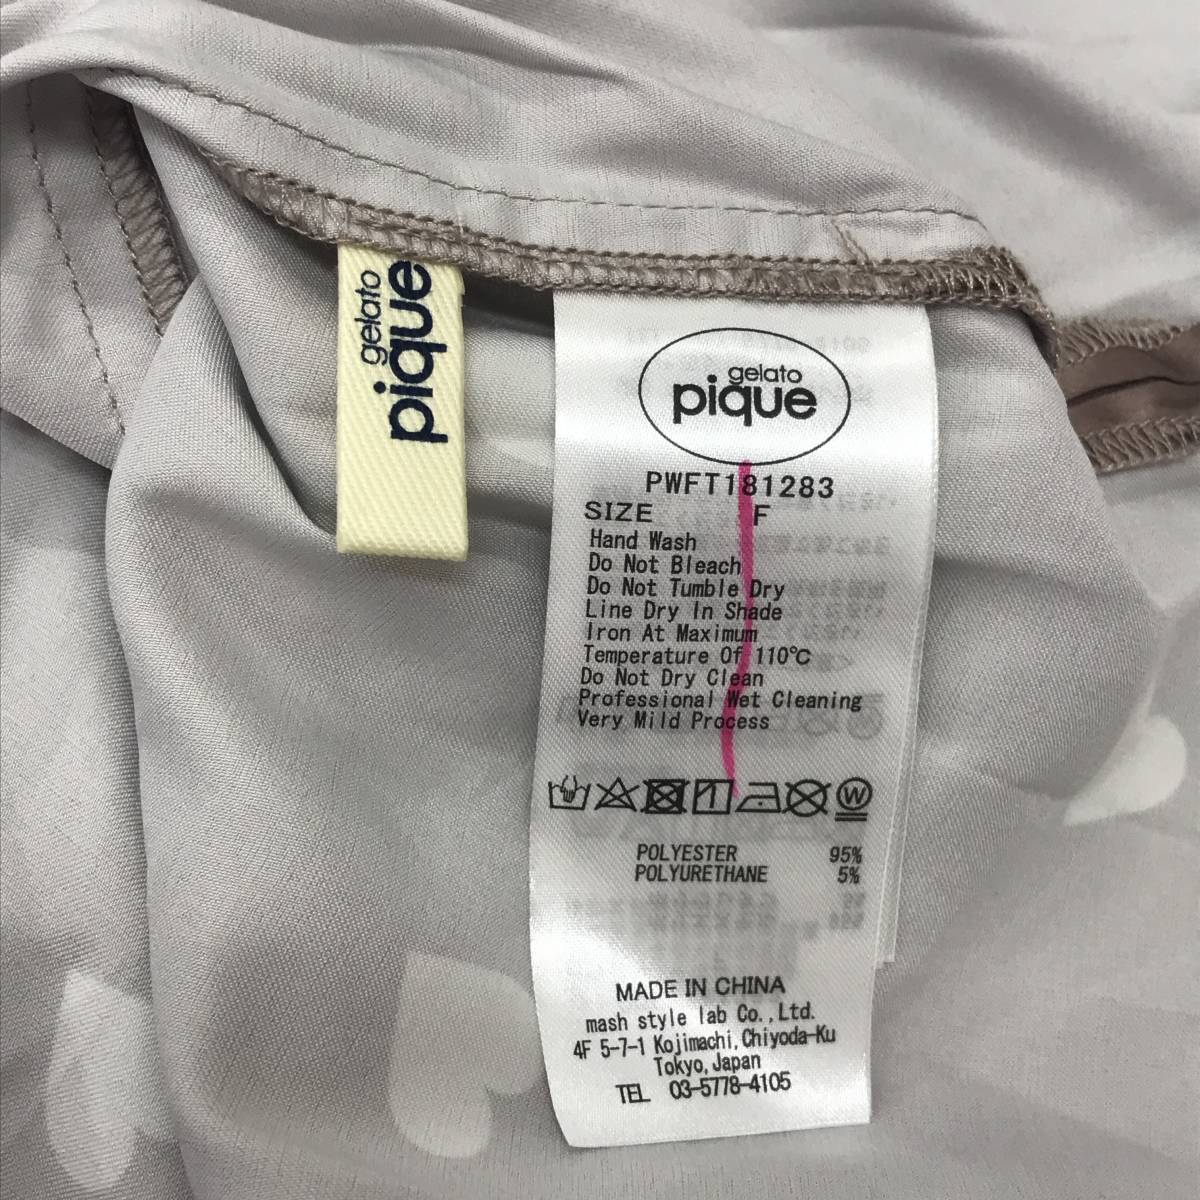 gelato
pique
gelato
pique
PWFT181283
SIZE F
Hand Wash
Do Not Bleach
Do Not Tumble Dry
Line Dry In Shade
Iron At Maximum
Temperature Of 110℃
Do Not Dry Clean
Professional Wet Cleaning
Very Mild Process
W
POLYESTER 95%
POLYURETHANE 5%
MADE IN CHINA
mash style lab Co.,Ltd.
4F 5-7-1 Kojimachi,Chiyoda-Ku
Tokyo,Japan
TEL 03-5778-4105